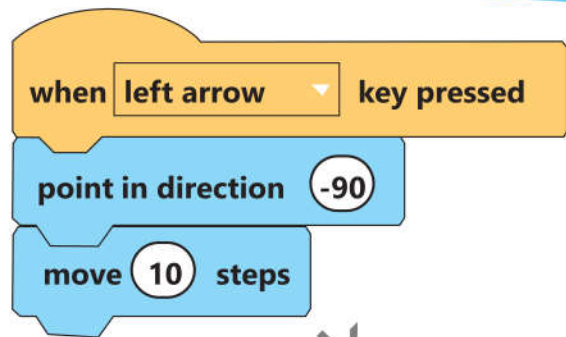 when left arrow key pressed
point in direction -90
move 10 steps